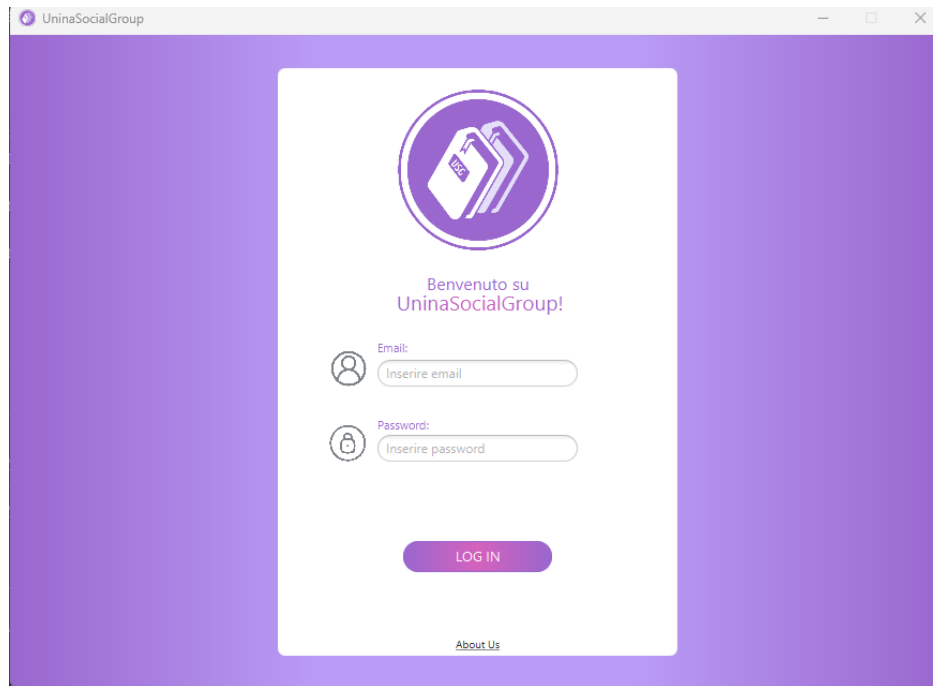 UninaSocialGroup
USG
Benvenuto su
UninaSocialGroup!
Email:
Inserire email
Password:
Inserire password
LOG IN
About Us